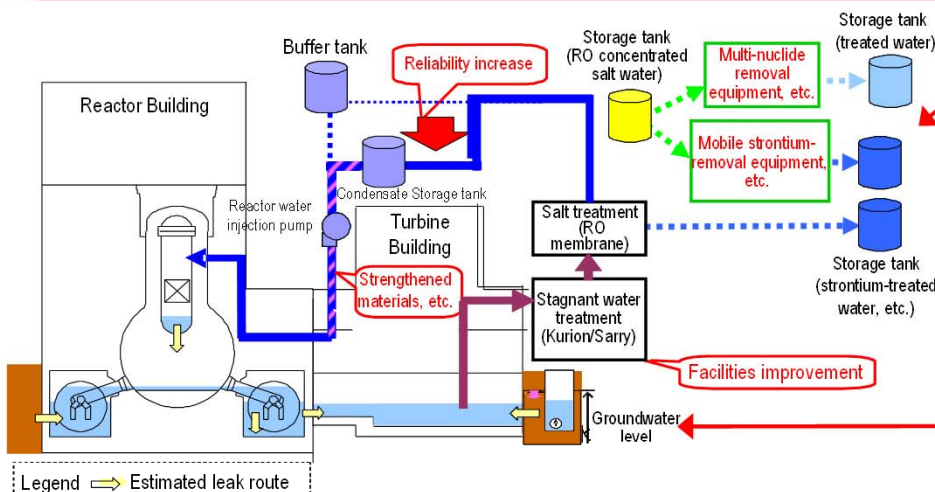 Storage tank
(treated water)
Storage tank
(RO concentrated
salt water)
Multi-nuclide
removal
equipment, etc.
Buffer tank
Reliability increase
Reactor Building
Mobile strontium-
removal equipment,
etc.
Condensate Storage tank
Reactor water
injection pump
Turbine
Building
Salt treatment
(RO
membrane)
Storage tank
(strontium-treated
water, etc.)
Strengthened
materials, etc.
Stagnant water
treatment
(Kurion/Sarry)
Facilities improvement
Groundwater
level
Legend Estimated leak route